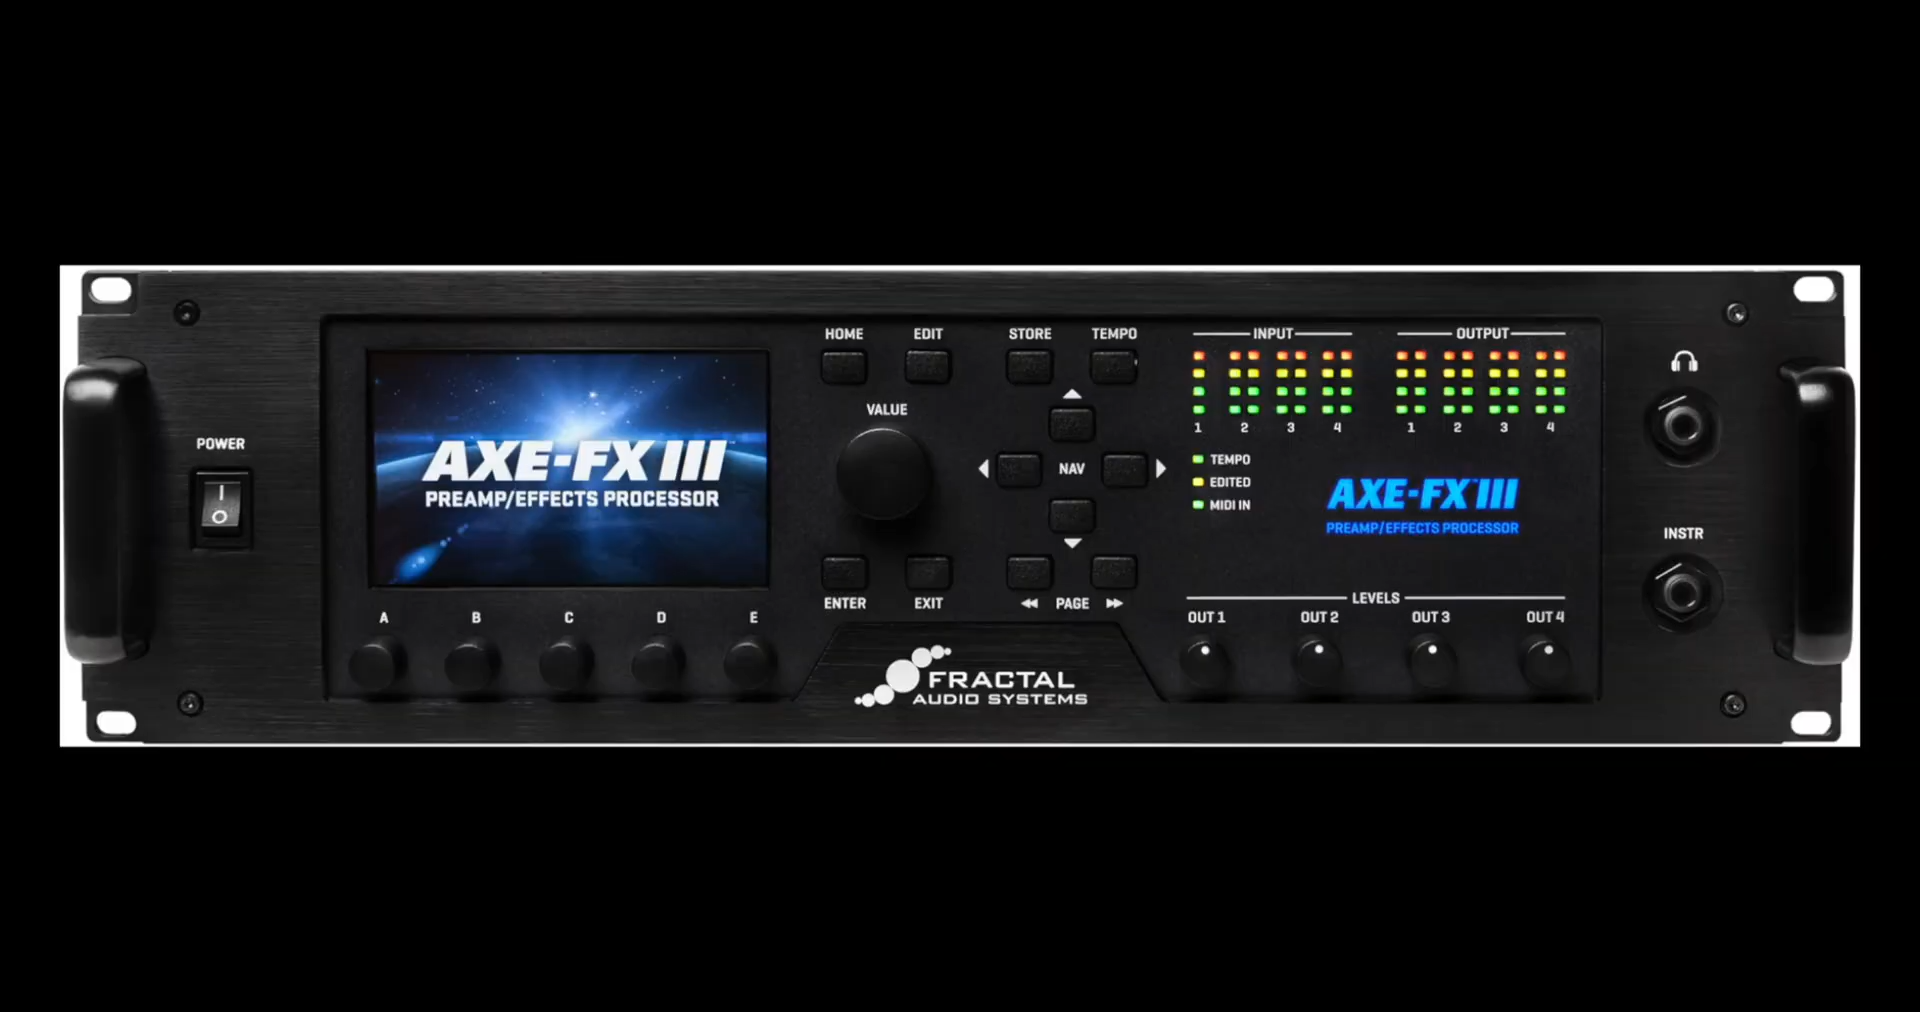 POWER
AXE-FX III
PREAMP/EFFECTS PROCESSOR
A B C D E
HOME EDIT STORE TEMPO
VALUE
NAV
ENTER EXIT PAGE
FRACTAL
AUDIO SYSTEMS
INPUT OUTPUT
1 2 3 4 1 2 3 4
TEMPO
EDITED
MIDI IN
AXE-FX III
PREAMP/EFFECTS PROCESSOR
LEVELS
OUT 1 OUT 2 OUT 3 OUT 4
INSTR